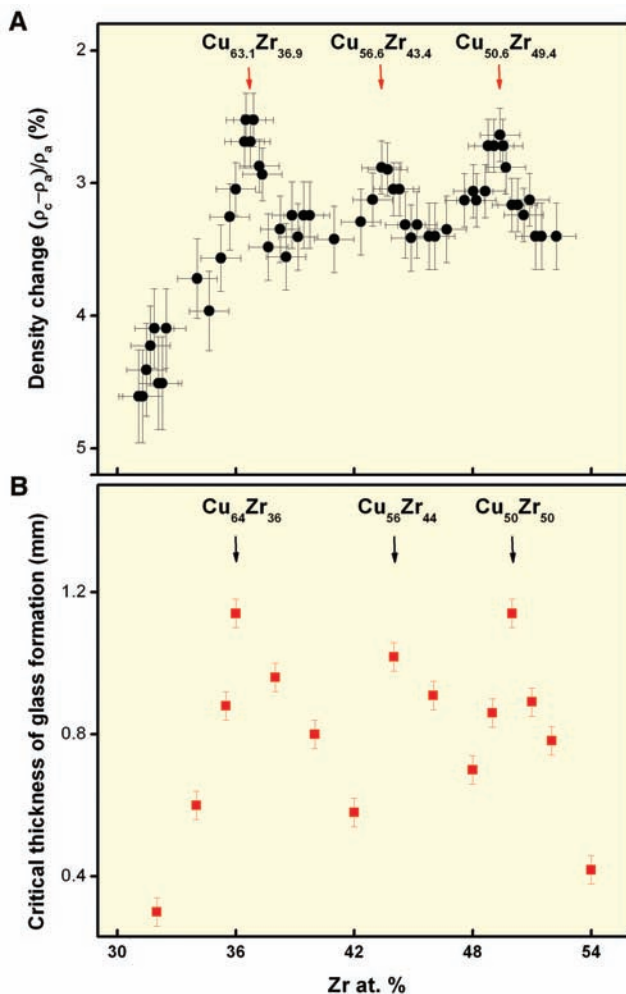 A
Cu63.1Zr36.9 Cu56.6Zr43.4 Cu50.6Zr49.4
2
3
4
5
Density change (ρc-ρa)/ρa (%)
B
Cu64Zr36 Cu56Zr44 Cu50Zr50
1.2
0.8
0.4
Critical thickness of glass formation (mm)
30 36 42 48 54
Zr at. %